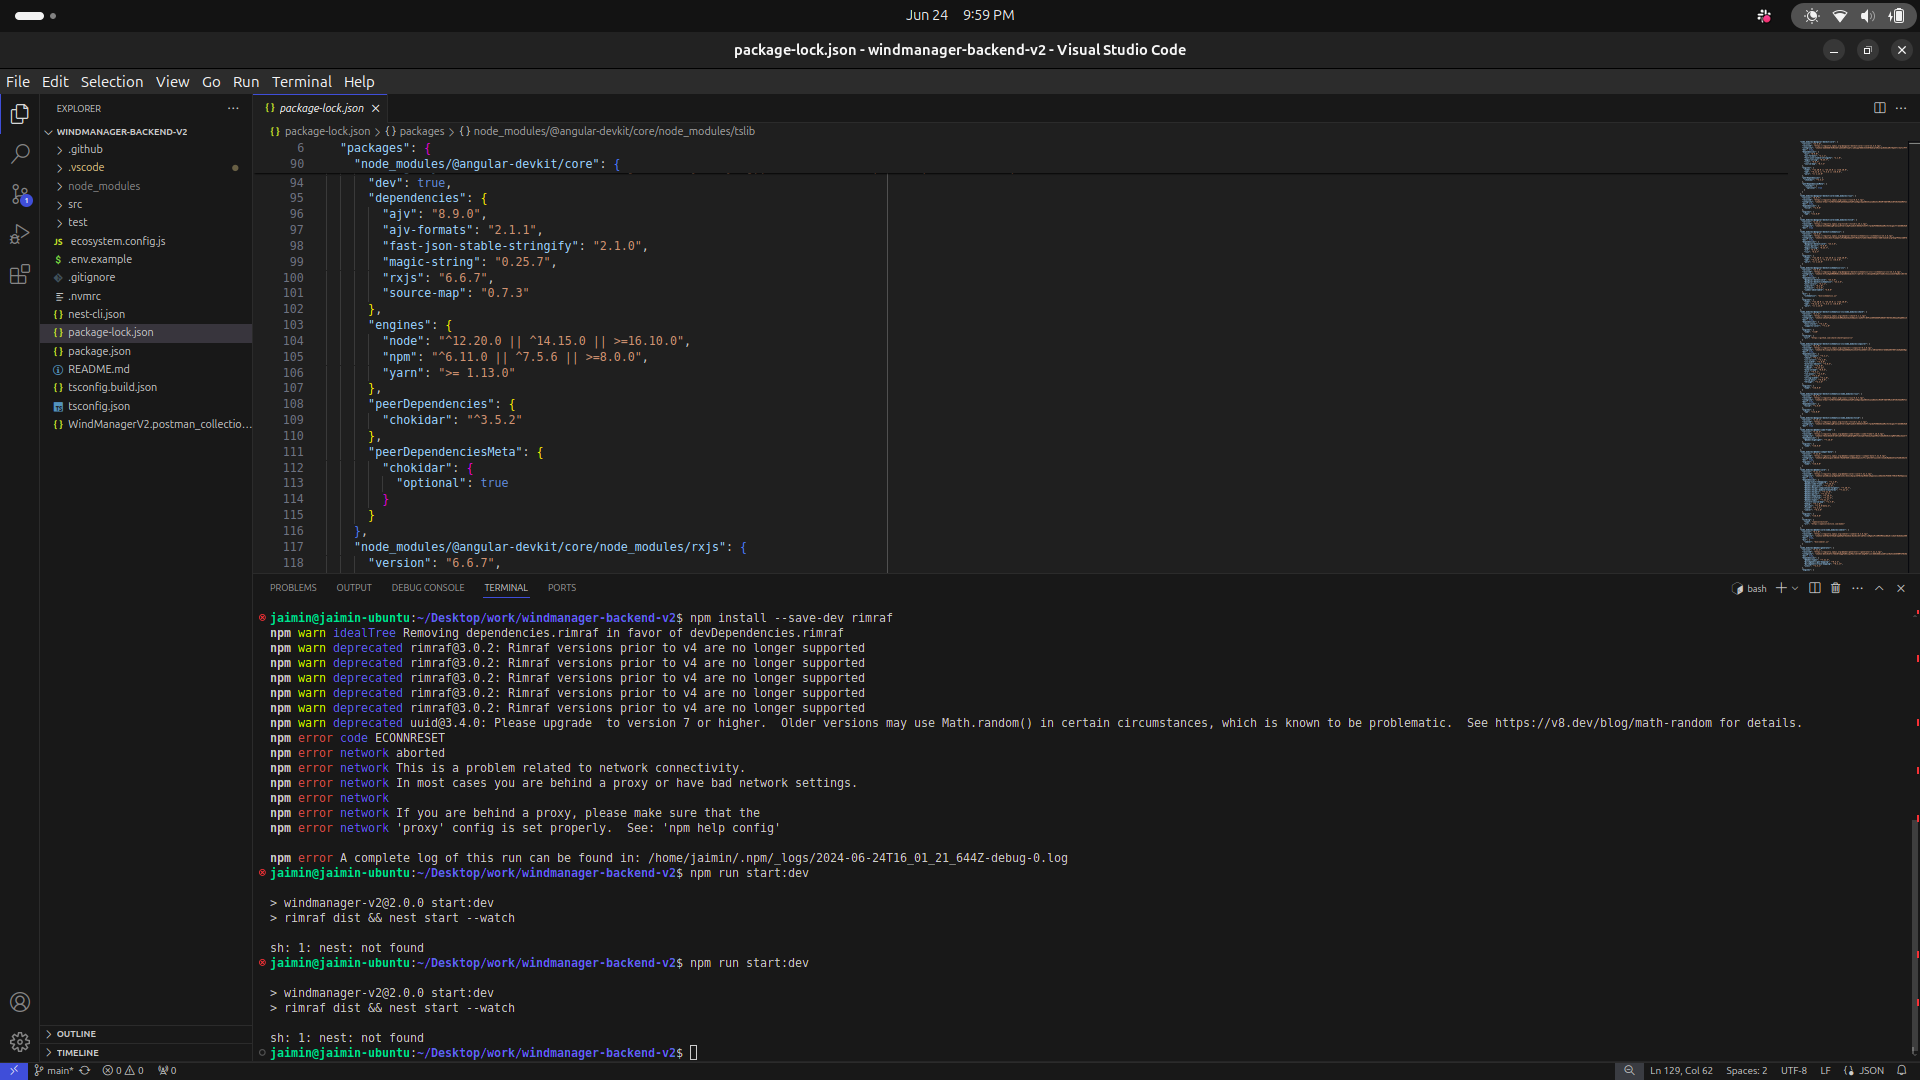 Jun 24 9:59 PM
package-lock.json - windmanager-backend-v2 - Visual Studio Code
File Edit Selection View Go Run Terminal Help
EXPLORER
WINDMANAGER-BACKEND-V2
.github
.vscode
node_modules
src
test
JS ecosystem.config.js
$ .env.example
.gitignore
.nvmrc
{} nest-cli.json
{} package-lock.json
{} package.json
README.md
{} tsconfig.build.json
tsconfig.json
{} WindManagerV2.postman_collectio...
OUTLINE
TIMELINE
1
{} package-lock.json
{} package-lock.json > {} packages > {} node_modules/@angular-devkit/core/node_modules/tslib
6 "packages": {
90 "node_modules/@angular-devkit/core": {
94 "dev": true,
95 "dependencies": {
96 "ajv": "8.9.0",
97 "ajv-formats": "2.1.1",
98 "fast-json-stable-stringify": "2.1.0",
99 "magic-string": "0.25.7",
100 "rxjs": "6.6.7",
101 "source-map": "0.7.3"
102 },
103 "engines": {
104 "node": "^12.20.0 || ^14.15.0 || >=16.10.0",
105 "npm": "^6.11.0 || ^7.5.6 || >=8.0.0",
106 "yarn": ">= 1.13.0"
107 },
108 "peerDependencies": {
109 "chokidar": "^3.5.2"
110 },
111 "peerDependenciesMeta": {
112 "chokidar": {
113 "optional": true
114 }
115 }
116 },
117 "node_modules/@angular-devkit/core/node_modules/rxjs": {
118 "version": "6.6.7",
PROBLEMS OUTPUT DEBUG CONSOLE TERMINAL PORTS
bash
jaimin@jaimin-ubuntu:~/Desktop/work/windmanager-backend-v2$ npm install --save-dev rimraf
npm warn idealTree Removing dependencies.rimraf in favor of devDependencies.rimraf
npm warn deprecated rimraf@3.0.2: Rimraf versions prior to v4 are no longer supported
npm warn deprecated rimraf@3.0.2: Rimraf versions prior to v4 are no longer supported
npm warn deprecated rimraf@3.0.2: Rimraf versions prior to v4 are no longer supported
npm warn deprecated rimraf@3.0.2: Rimraf versions prior to v4 are no longer supported
npm warn deprecated rimraf@3.0.2: Rimraf versions prior to v4 are no longer supported
npm warn deprecated uuid@3.4.0: Please upgrade  to version 7 or higher.  Older versions may use Math.random() in certain circumstances, which is known to be problematic.  See https://v8.dev/blog/math-random for details.
npm error code ECONNRESET
npm error network aborted
npm error network This is a problem related to network connectivity.
npm error network In most cases you are behind a proxy or have bad network settings.
npm error network
npm error network If you are behind a proxy, please make sure that the
npm error network 'proxy' config is set properly.  See: 'npm help config'
npm error A complete log of this run can be found in: /home/jaimin/.npm/_logs/2024-06-24T16_01_21_644Z-debug-0.log
jaimin@jaimin-ubuntu:~/Desktop/work/windmanager-backend-v2$ npm run start:dev
> windmanager-v2@2.0.0 start:dev
> rimraf dist && nest start --watch
sh: 1: nest: not found
jaimin@jaimin-ubuntu:~/Desktop/work/windmanager-backend-v2$ npm run start:dev
> windmanager-v2@2.0.0 start:dev
> rimraf dist && nest start --watch
sh: 1: nest: not found
jaimin@jaimin-ubuntu:~/Desktop/work/windmanager-backend-v2$
main* 0 0 0 Ln 129, Col 62 Spaces: 2 UTF-8 LF JSON